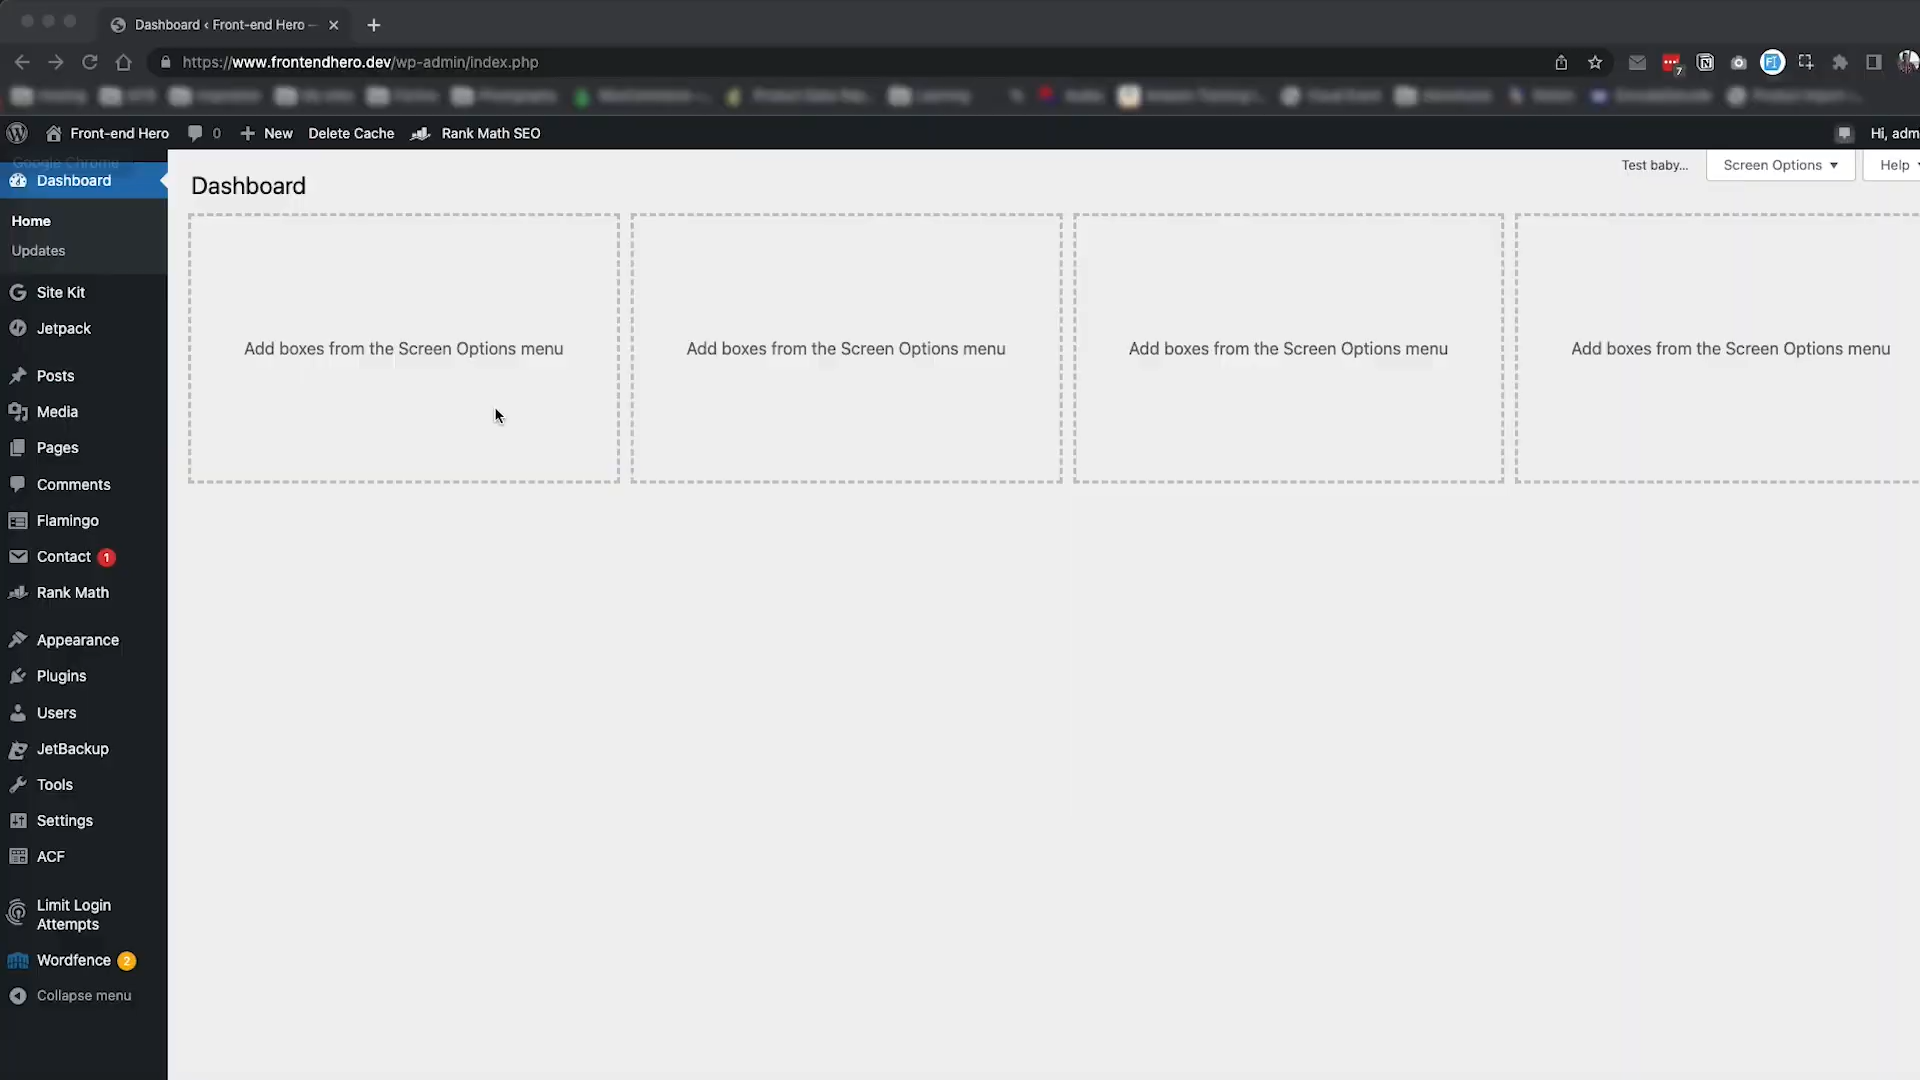 Dashboard ‹ Front-end Hero —
https://www.frontendhero.dev/wp-admin/index.php
7
Front-end Hero 0 New Delete Cache Rank Math SEO Hi, adm
Google Chrome
Test baby... Screen Options Help
Dashboard
Dashboard
Home
Updates
Site Kit
Jetpack
Posts
Media
Pages
Comments
Flamingo
Contact 1
Rank Math
Appearance
Plugins
Users
JetBackup
Tools
Settings
ACF
Limit Login
Attempts
Wordfence 2
Collapse menu
Add boxes from the Screen Options menu
Add boxes from the Screen Options menu
Add boxes from the Screen Options menu
Add boxes from the Screen Options menu